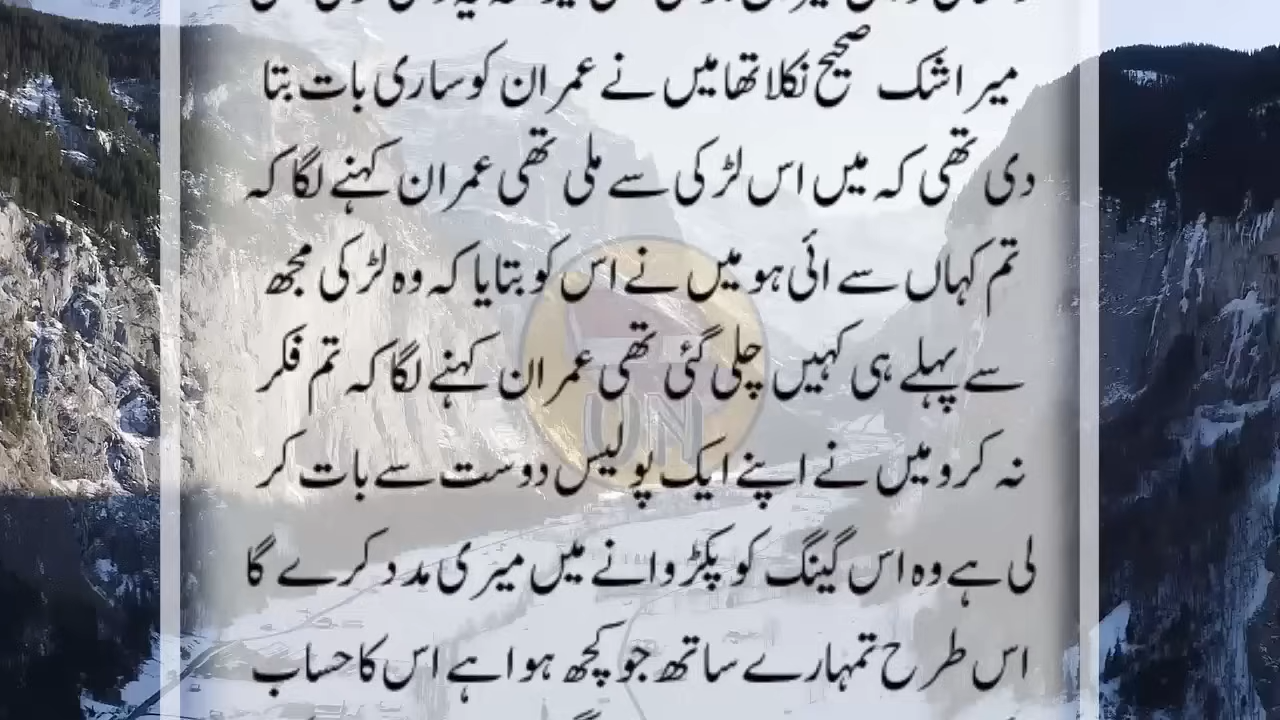 میرا شک صحیح نکلا تھا میں نے عمران کو ساری بات بتا
دی تھی کہ میں اس لڑکی سے ملی تھی عمران کہنے لگا کہ
تم کہاں سے ائی ہو میں نے اس کو بتایا کہ وہ لڑکی مجھ
سے پہلے ہی کہیں چلی گئی تھی عمران کہنے لگا کہ تم فکر
نہ کرو میں نے اپنے ایک پولیس دوست سے بات کر
لی ہے وہ اس گینگ کو پکڑوانے میں میری مدد کرے گا
اس طرح تمہارے ساتھ جو کچھ ہوا ہے اس کا حساب
UN